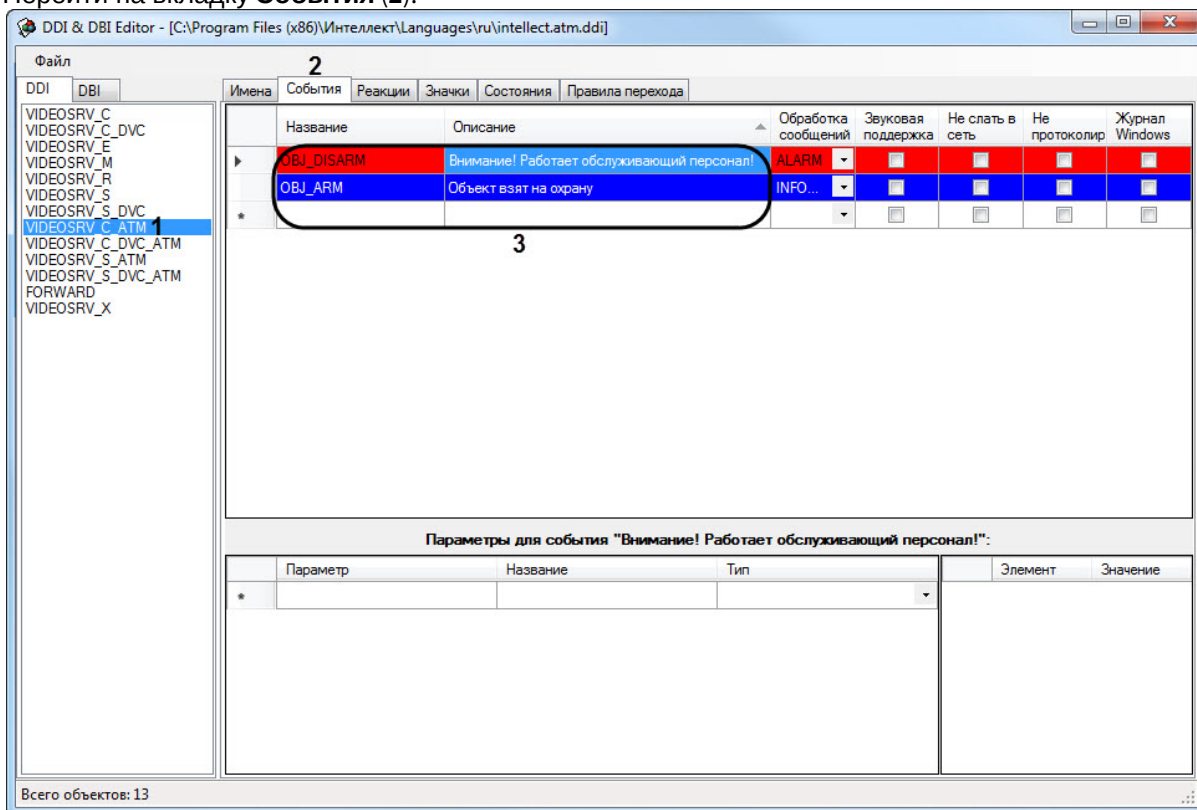 Перейти на вкладку События (2).
DDI & DBI Editor - [C:\Program Files (x86)\Интеллект\Languages\ru\intellect.atm.ddi]
Файл
2
DDI DBI
Имена События Реакции Значки Состояния Правила перехода
VIDEOSRV_C
VIDEOSRV_C_DVC
VIDEOSRV_E
VIDEOSRV_M
VIDEOSRV_R
VIDEOSRV_S
VIDEOSRV_S_DVC
VIDEOSRV_C_ATM 1
VIDEOSRV_C_DVC_ATM
VIDEOSRV_S_ATM
VIDEOSRV_S_DVC_ATM
FORWARD
VIDEOSRV_X
Название Описание Обработка сообщений Звуковая поддержка Не слать в сеть Не протоколир Журнал Windows
OBJ_DISARM Внимание! Работает обслуживающий персонал! ALARM
OBJ_ARM Объект взят на охрану INFO...
*
3
Параметры для события "Внимание! Работает обслуживающий персонал!":
Параметр Название Тип Элемент Значение
*
Всего объектов: 13